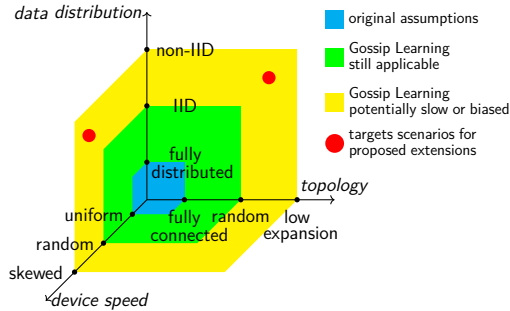 data distribution
non-IID
IID
fully
distributed
topology
uniform
fully
connected
random
low
expansion
random
skewed
device speed
original assumptions
Gossip Learning
still applicable
Gossip Learning
potentially slow or biased
targets scenarios for
proposed extensions